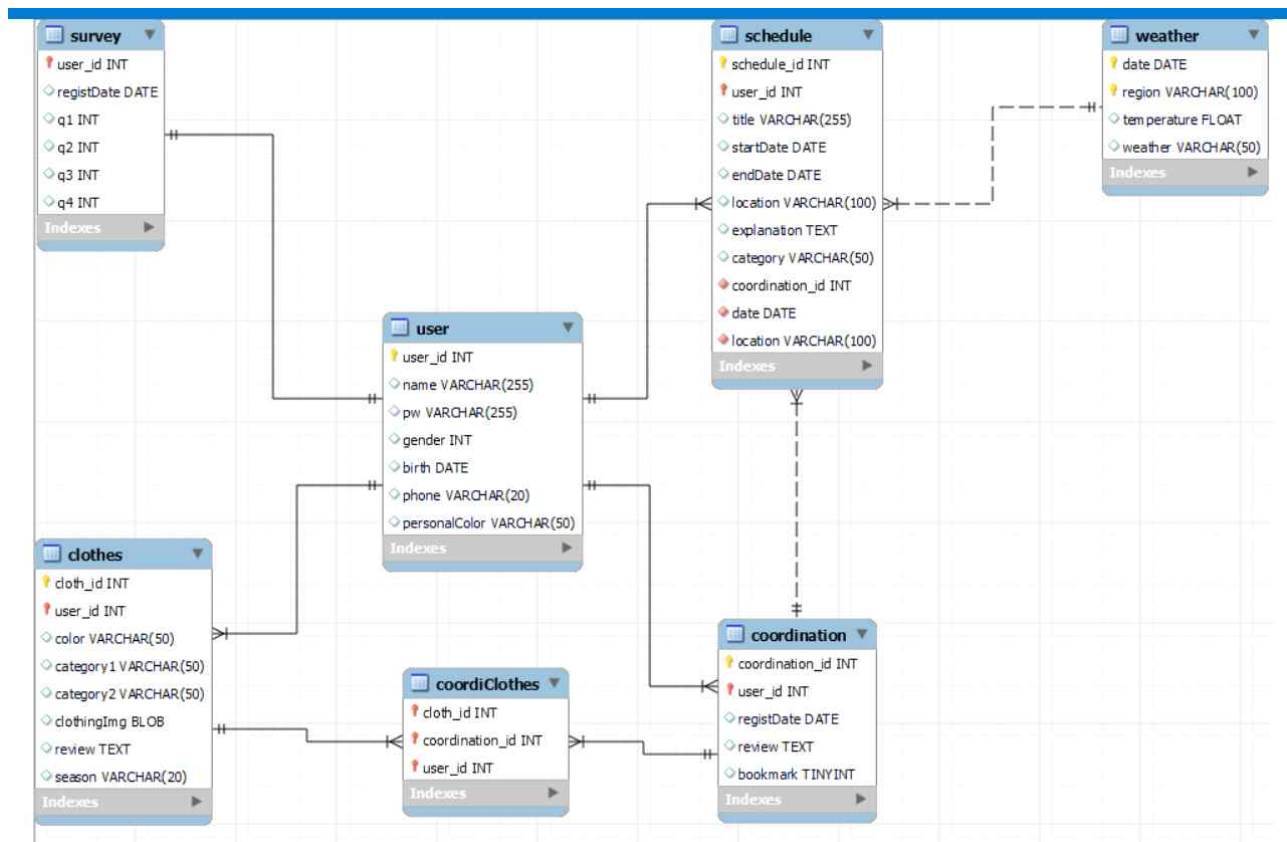 survey
user_id INT
registDate DATE
q1 INT
q2 INT
q3 INT
q4 INT
Indexes
schedule
schedule_id INT
user_id INT
title VARCHAR(255)
startDate DATE
endDate DATE
location VARCHAR(100)
explanation TEXT
category VARCHAR(50)
coordination_id INT
date DATE
location VARCHAR(100)
Indexes
weather
date DATE
region VARCHAR(100)
temperature FLOAT
weather VARCHAR(50)
Indexes
user
user_id INT
name VARCHAR(255)
pw VARCHAR(255)
gender INT
birth DATE
phone VARCHAR(20)
personalColor VARCHAR(50)
Indexes
clothes
cloth_id INT
user_id INT
color VARCHAR(50)
category1 VARCHAR(50)
category2 VARCHAR(50)
clothingImg BLOB
review TEXT
season VARCHAR(20)
Indexes
coordiClothes
cloth_id INT
coordination_id INT
user_id INT
Indexes
coordination
coordination_id INT
user_id INT
registDate DATE
review TEXT
bookmark TINYINT
Indexes